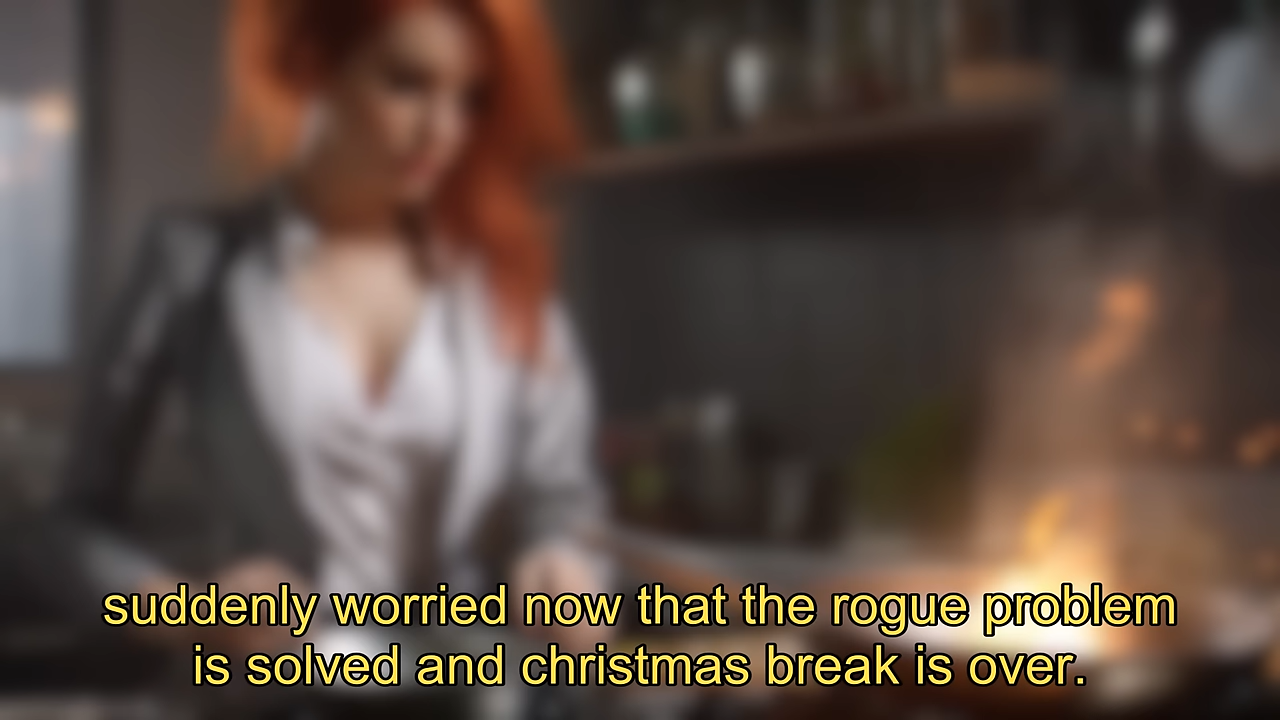 suddenly worried now that the rogue problem
is solved and christmas break is over.